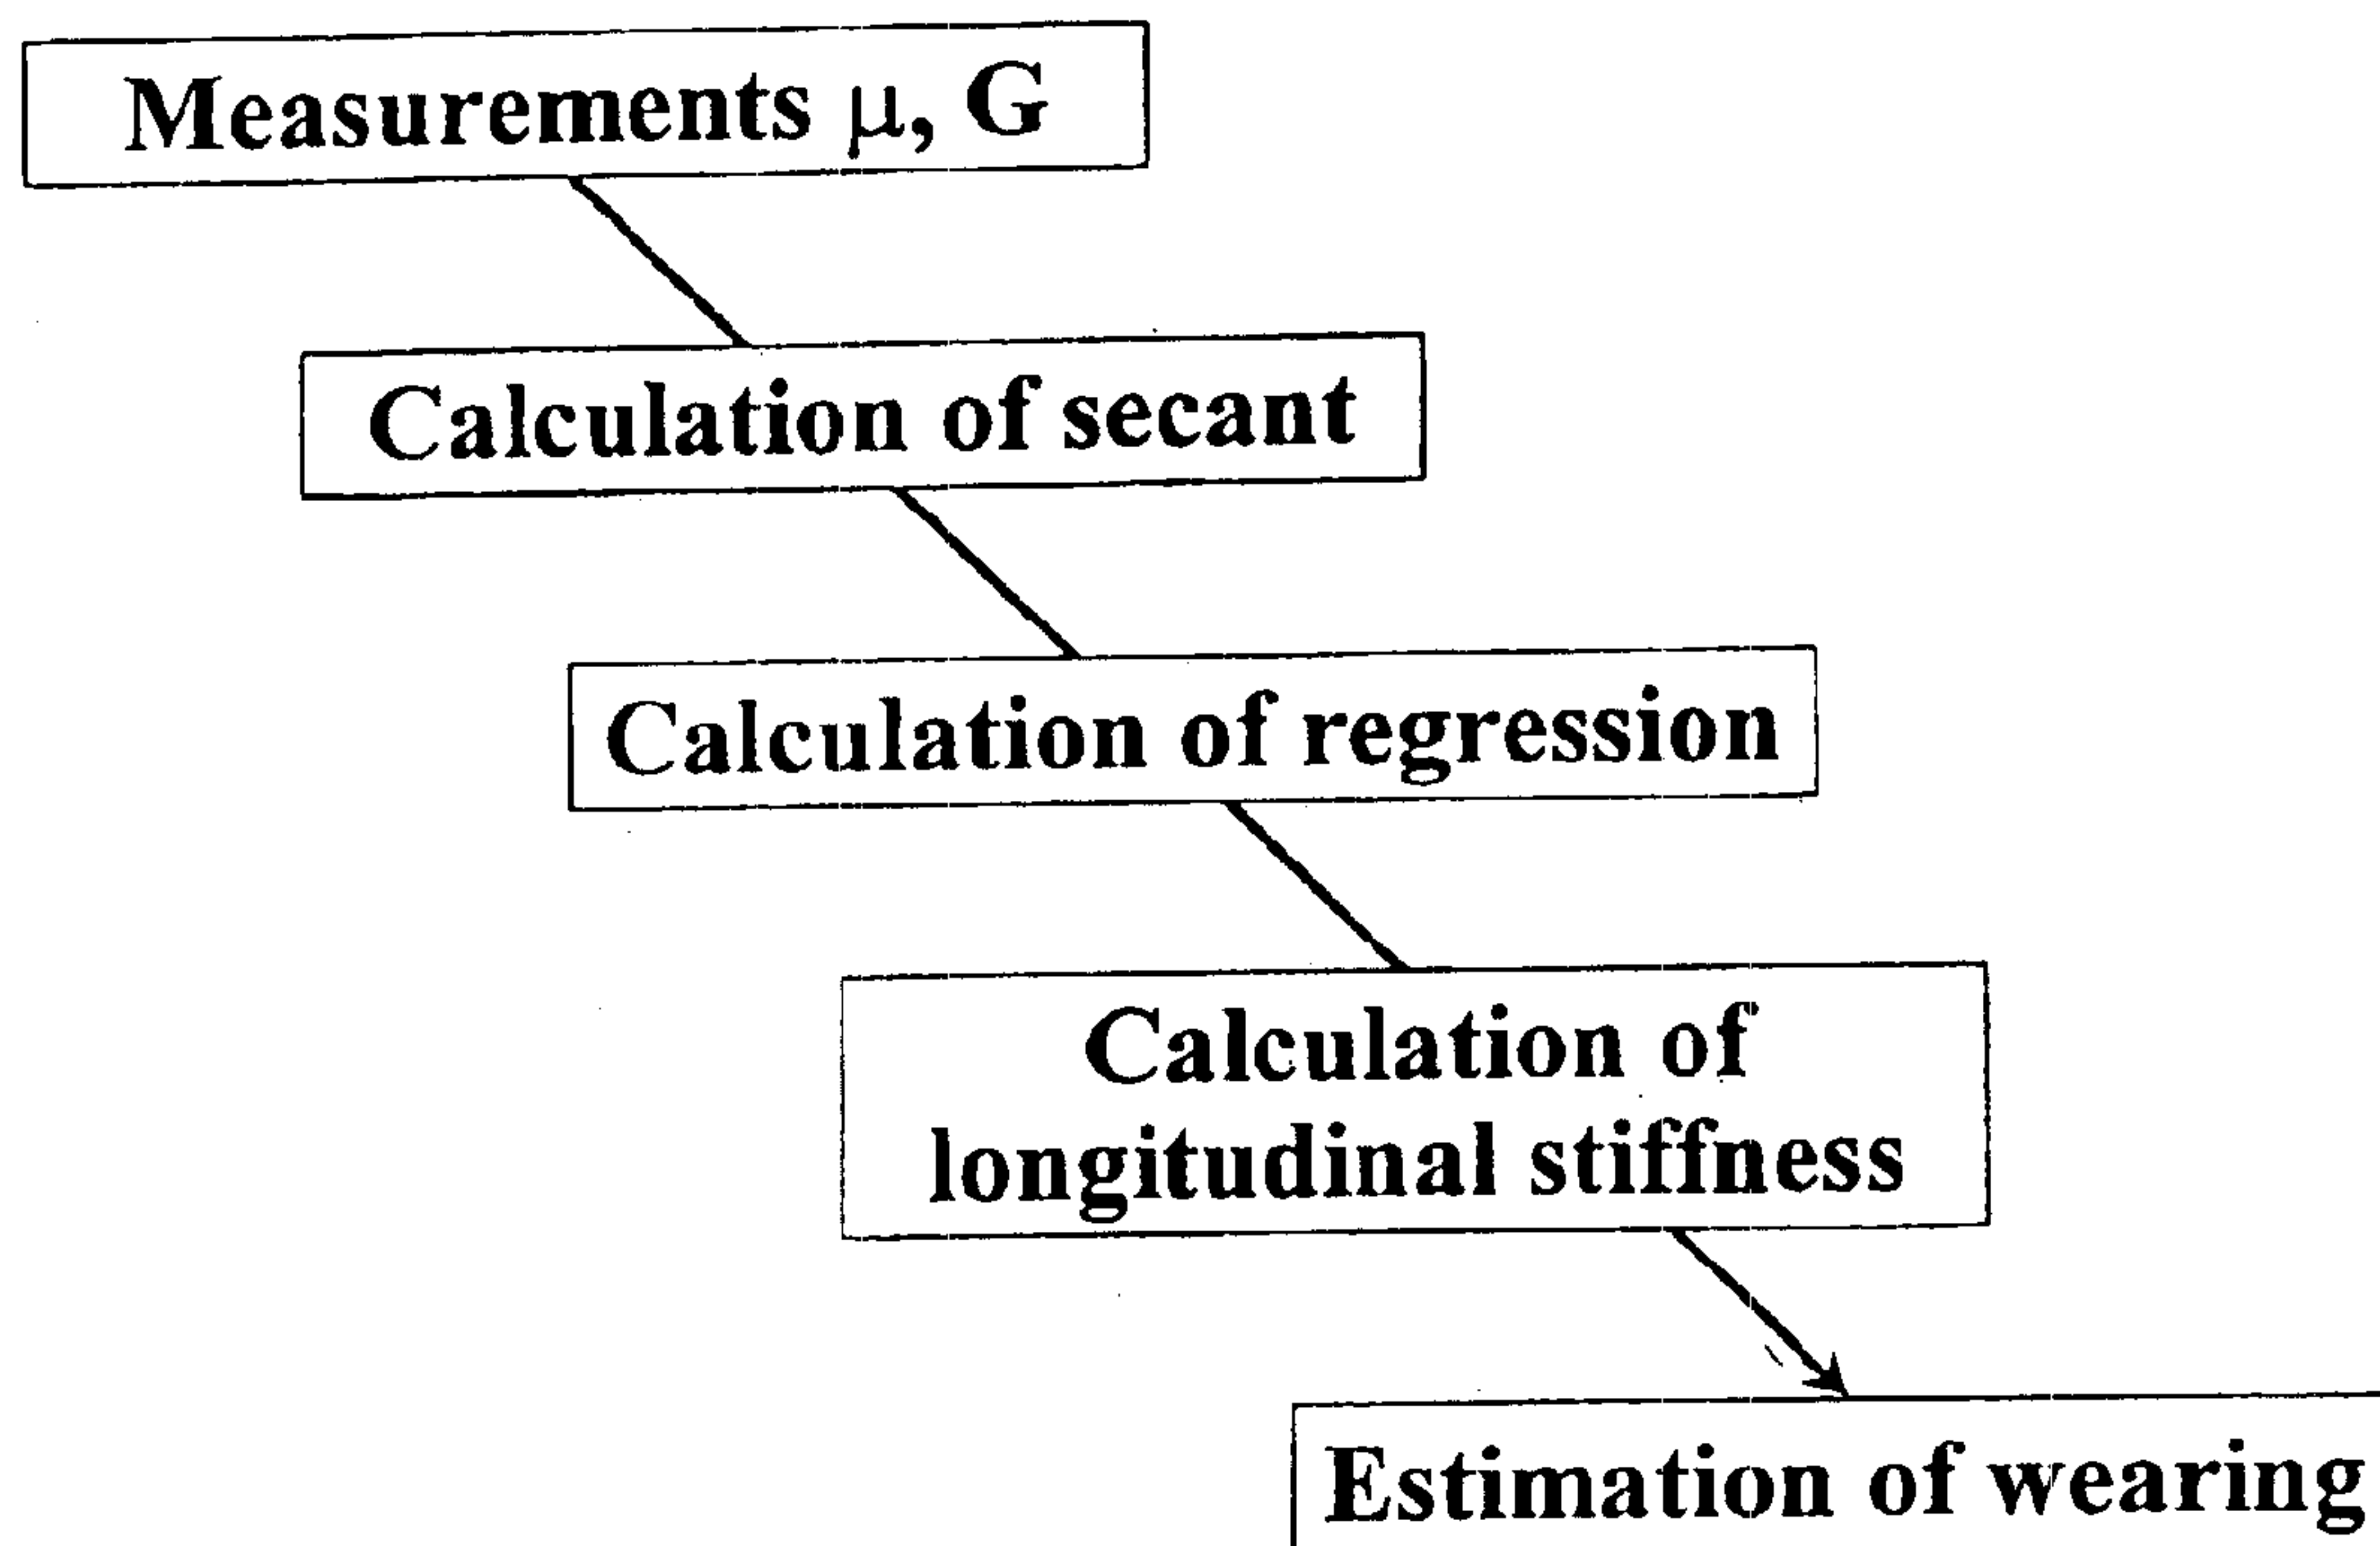 Measurements μ, G
Calculation of secant
Calculation of regression
Calculation of
longitudinal stiffness
Estimation of wearing